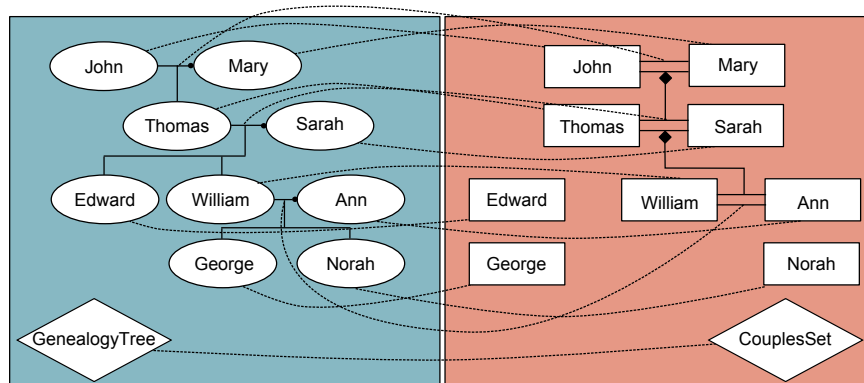 John
Mary
Thomas
Sarah
Edward
William
Ann
George
Norah
GenealogyTree
John
Mary
Thomas
Sarah
Edward
William
Ann
George
Norah
CouplesSet